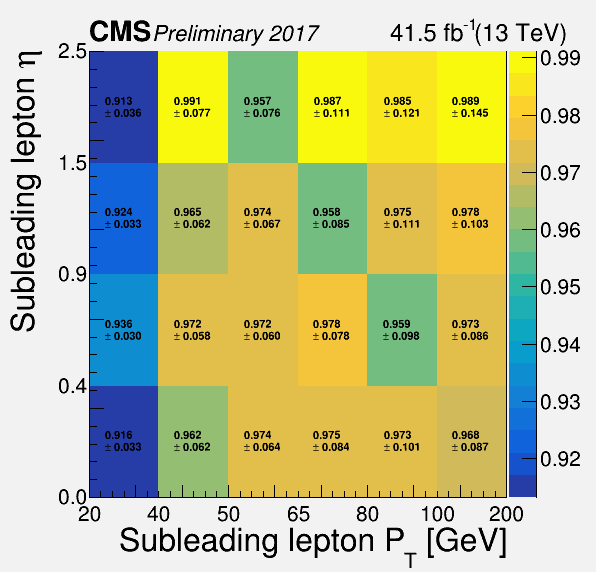 CMS Preliminary 2017 41.5 fb⁻¹(13 TeV)
Subleading lepton η
2.5
1.5
0.9
0.4
0.0
0.913 0.991 0.957 0.987 0.985 0.989
± 0.036 ± 0.077 ± 0.076 ± 0.111 ± 0.121 ± 0.145
0.924 0.965 0.974 0.958 0.975 0.978
± 0.033 ± 0.062 ± 0.067 ± 0.085 ± 0.111 ± 0.103
0.936 0.972 0.972 0.978 0.959 0.973
± 0.030 ± 0.058 ± 0.060 ± 0.078 ± 0.098 ± 0.086
0.916 0.962 0.974 0.975 0.973 0.968
± 0.033 ± 0.062 ± 0.064 ± 0.084 ± 0.101 ± 0.087
20 40 50 65 80 100 200
Subleading lepton P_T [GeV]
0.99
0.98
0.97
0.96
0.95
0.94
0.93
0.92